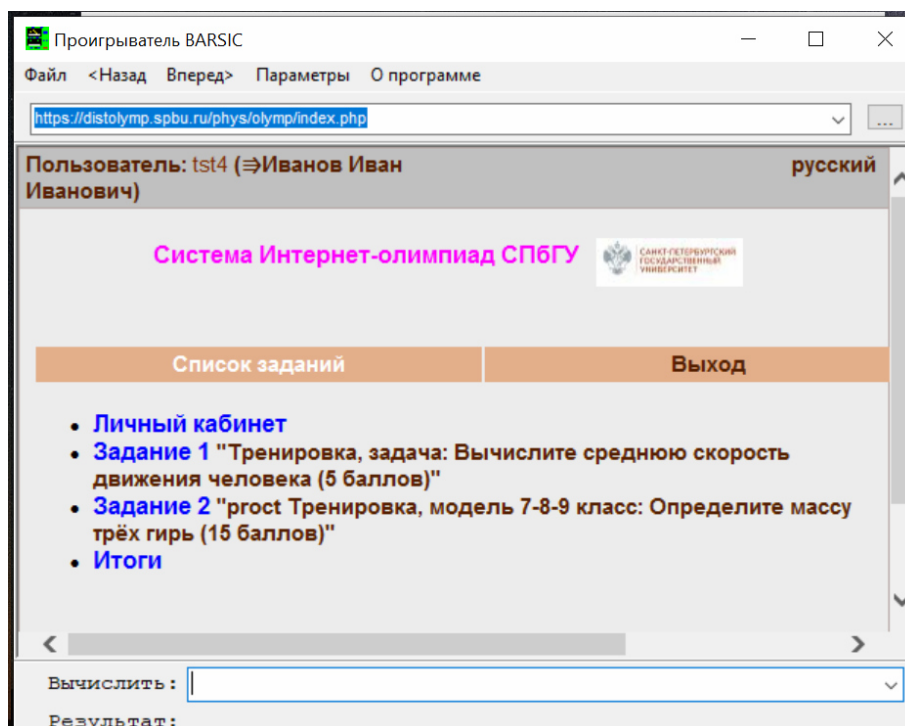 Проигрыватель BARSIC
Файл <Назад Вперед> Параметры О программе
https://distolymp.spbu.ru/phys/olymp/index.php
...
Пользователь: tst4 (⇒Иванов Иван русский
Иванович)
Система Интернет-олимпиад СПбГУ
САНКТ-ПЕТЕРБУРГСКИЙ
ГОСУДАРСТВЕННЫЙ
УНИВЕРСИТЕТ
Список заданий Выход
• Личный кабинет
• Задание 1 "Тренировка, задача: Вычислите среднюю скорость
движения человека (5 баллов)"
• Задание 2 "proct Тренировка, модель 7-8-9 класс: Определите массу
трёх гирь (15 баллов)"
• Итоги
Вычислить:
Результат: